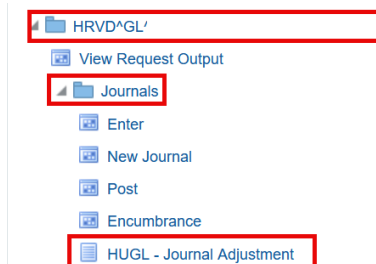 HRVD^GL^
View Request Output
Journals
Enter
New Journal
Post
Encumbrance
HUGL - Journal Adjustment